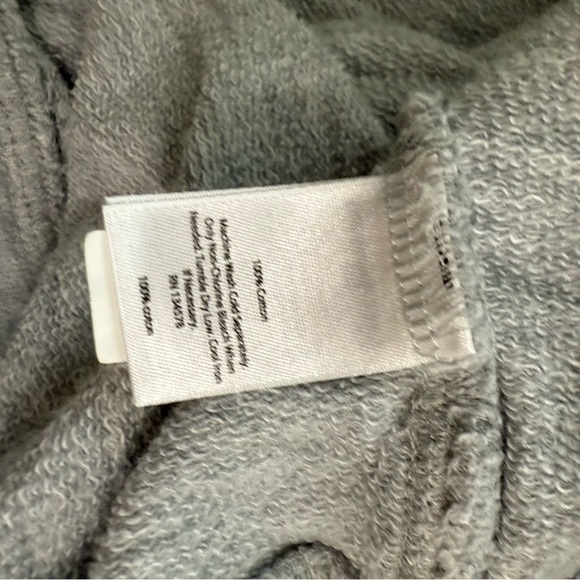 100% Cotton
Machine Wash Cold Separately
Only Non-Chlorine Bleach When
Needed. Tumble Dry Low. Cool Iron
If Necessary.
RN 134578
100% coton